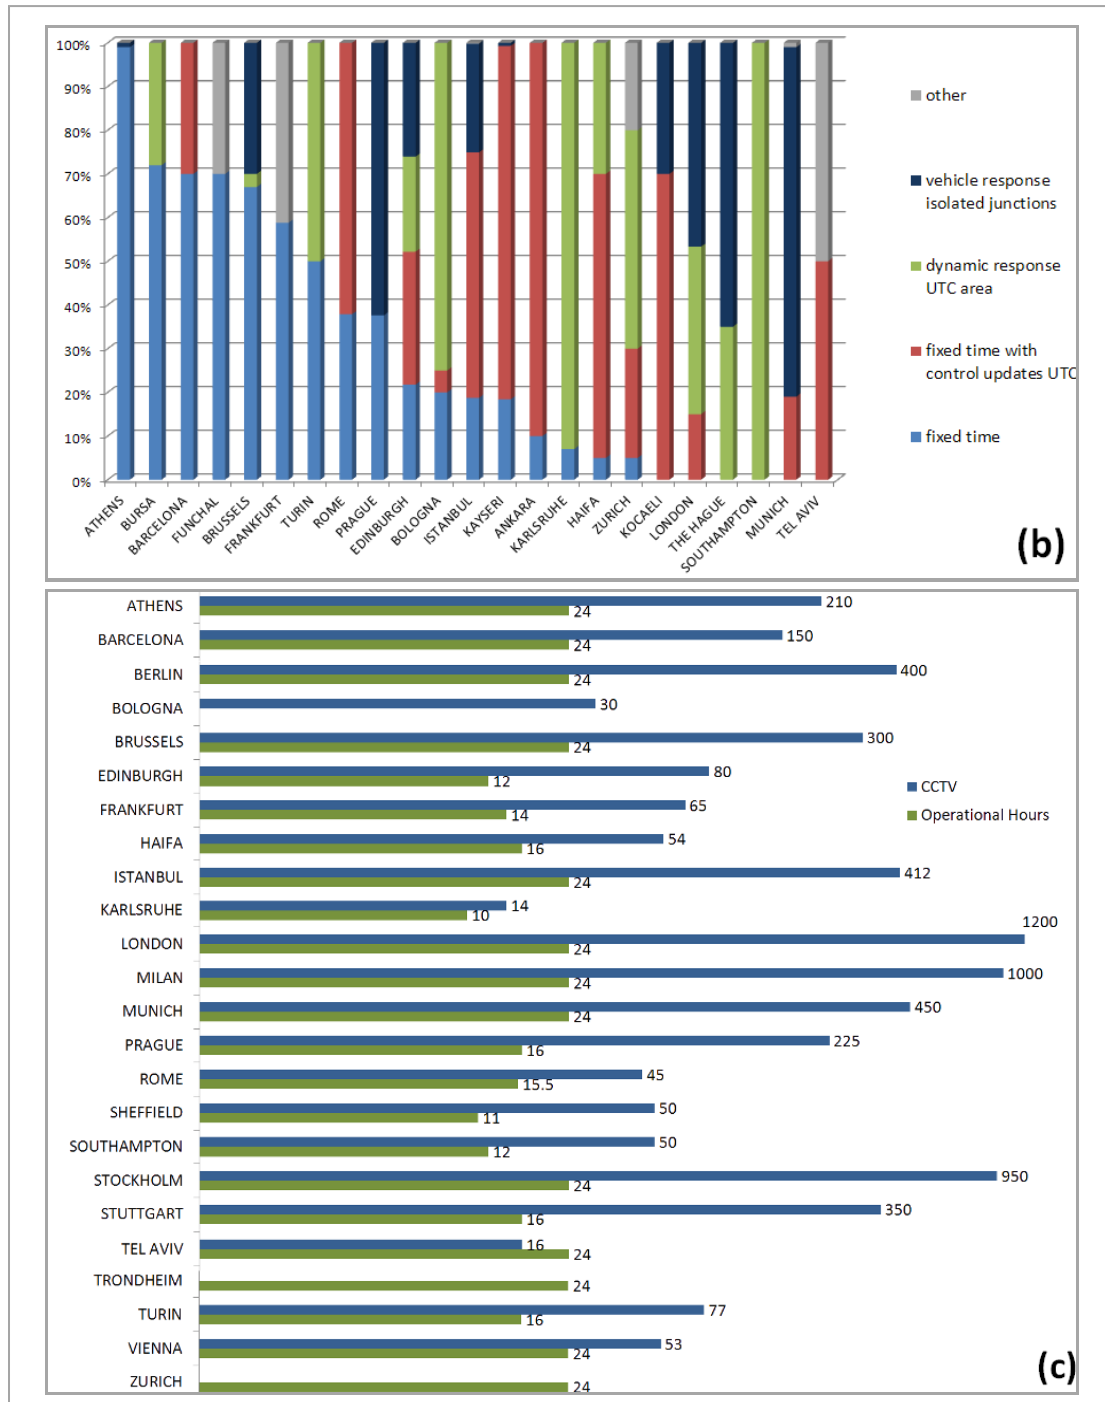 100%
90%
80%
70%
60%
50%
40%
30%
20%
10%
0%
ATHENS
BURSA
BARCELONA
FUNCHAL
BRUSSELS
FRANKFURT
TURIN
ROME
PRAGUE
EDINBURGH
BOLOGNA
ISTANBUL
KAYSERI
ANKARA
KARLSRUHE
HAIFA
ZURICH
KOCAELI
LONDON
THE HAGUE
SOUTHAMPTON
MUNICH
TEL AVIV
other
vehicle response
isolated junctions
dynamic response
UTC area
fixed time with
control updates UTC
fixed time
(b)
ATHENS 210
24
BARCELONA 150
24
BERLIN 400
24
BOLOGNA 30
BRUSSELS 300
24
EDINBURGH 80
12
FRANKFURT 65
14
HAIFA 54
16
ISTANBUL 412
24
KARLSRUHE 14
10
LONDON 1200
24
MILAN 1000
24
MUNICH 450
24
PRAGUE 225
16
ROME 45
15.5
SHEFFIELD 50
11
SOUTHAMPTON 50
12
STOCKHOLM 950
24
STUTTGART 350
16
TEL AVIV 16
24
TRONDHEIM 24
TURIN 77
16
VIENNA 53
24
ZURICH 24
CCTV
Operational Hours
(c)